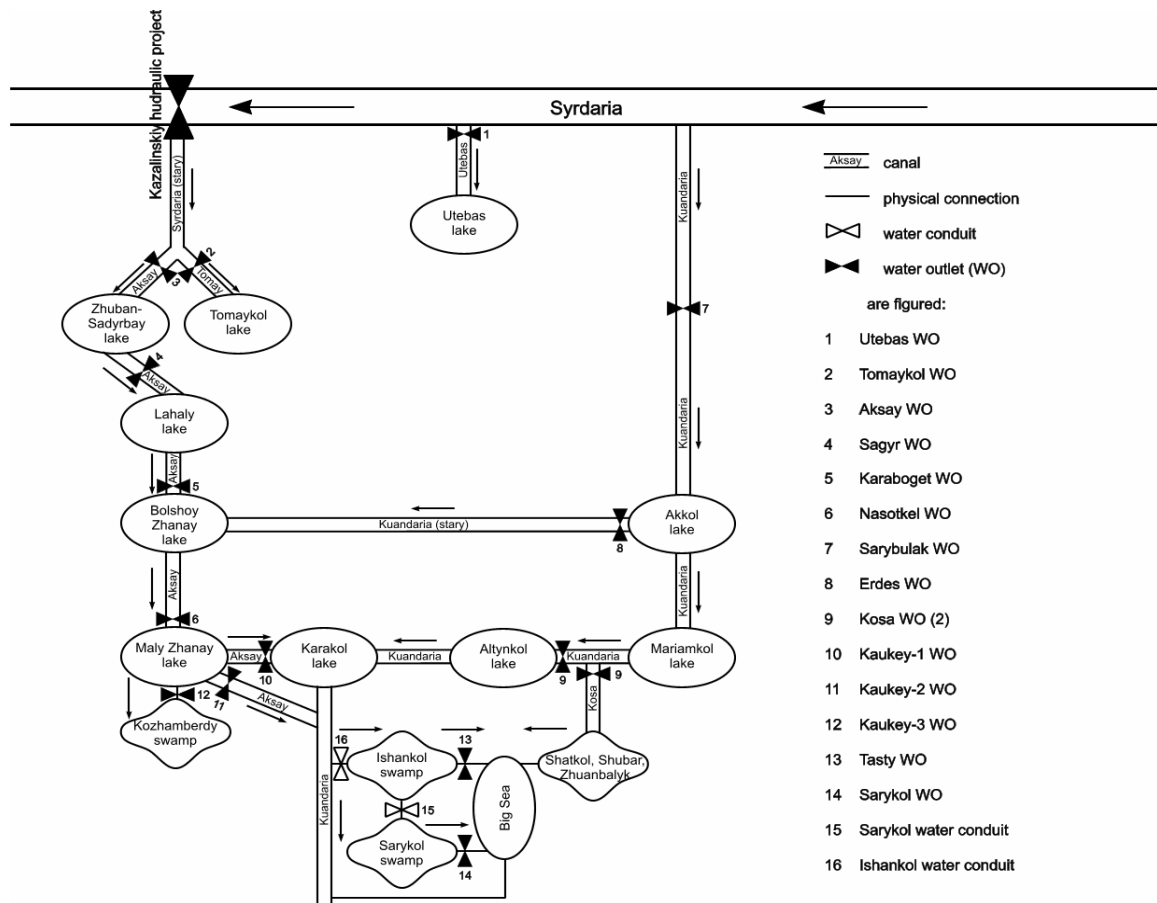 Kazalinskiy hudraulic project
Syrdaria
1
Utebas
Utebas
lake
Syrdaria (stary)
2
3
Aksay
Tomay
Zhuban-
Sadyrbay
lake
Tomaykol
lake
4
Aksay
Lahaly
lake
Aksay
5
Bolshoy
Zhanay
lake
Kuandaria (stary)
8
Kuandaria
7
Kuandaria
Akkol
lake
Aksay
6
Kuandaria
Maly Zhanay
lake
Aksay
10
Karakol
lake
Kuandaria
Altynkol
lake
Kuandaria
9
9
Mariamkol
lake
12
11
Aksay
Kosa
Kozhamberdy
swamp
Kuandaria
16
Ishankol
swamp
13
Shatkol, Shubar,
Zhuanbalyk
Big Sea
15
Sarykol
swamp
14
Aksay canal
physical connection
water conduit
water outlet (WO)
are figured:
1 Utebas WO
2 Tomaykol WO
3 Aksay WO
4 Sagyr WO
5 Karaboget WO
6 Nasotkel WO
7 Sarybulak WO
8 Erdes WO
9 Kosa WO (2)
10 Kaukey-1 WO
11 Kaukey-2 WO
12 Kaukey-3 WO
13 Tasty WO
14 Sarykol WO
15 Sarykol water conduit
16 Ishankol water conduit